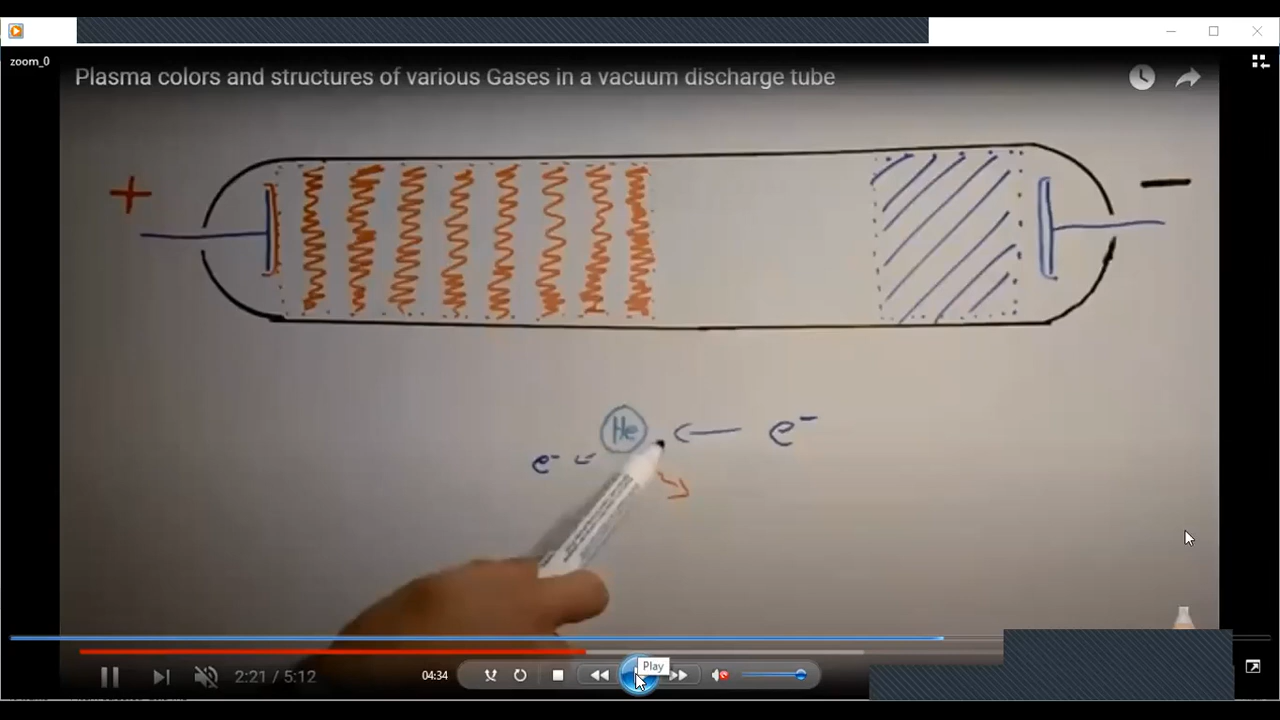 zoom_0
Plasma colors and structures of various Gases in a vacuum discharge tube
+
−
He
e⁻
e⁻
Play
2:21 / 5:12
04:34